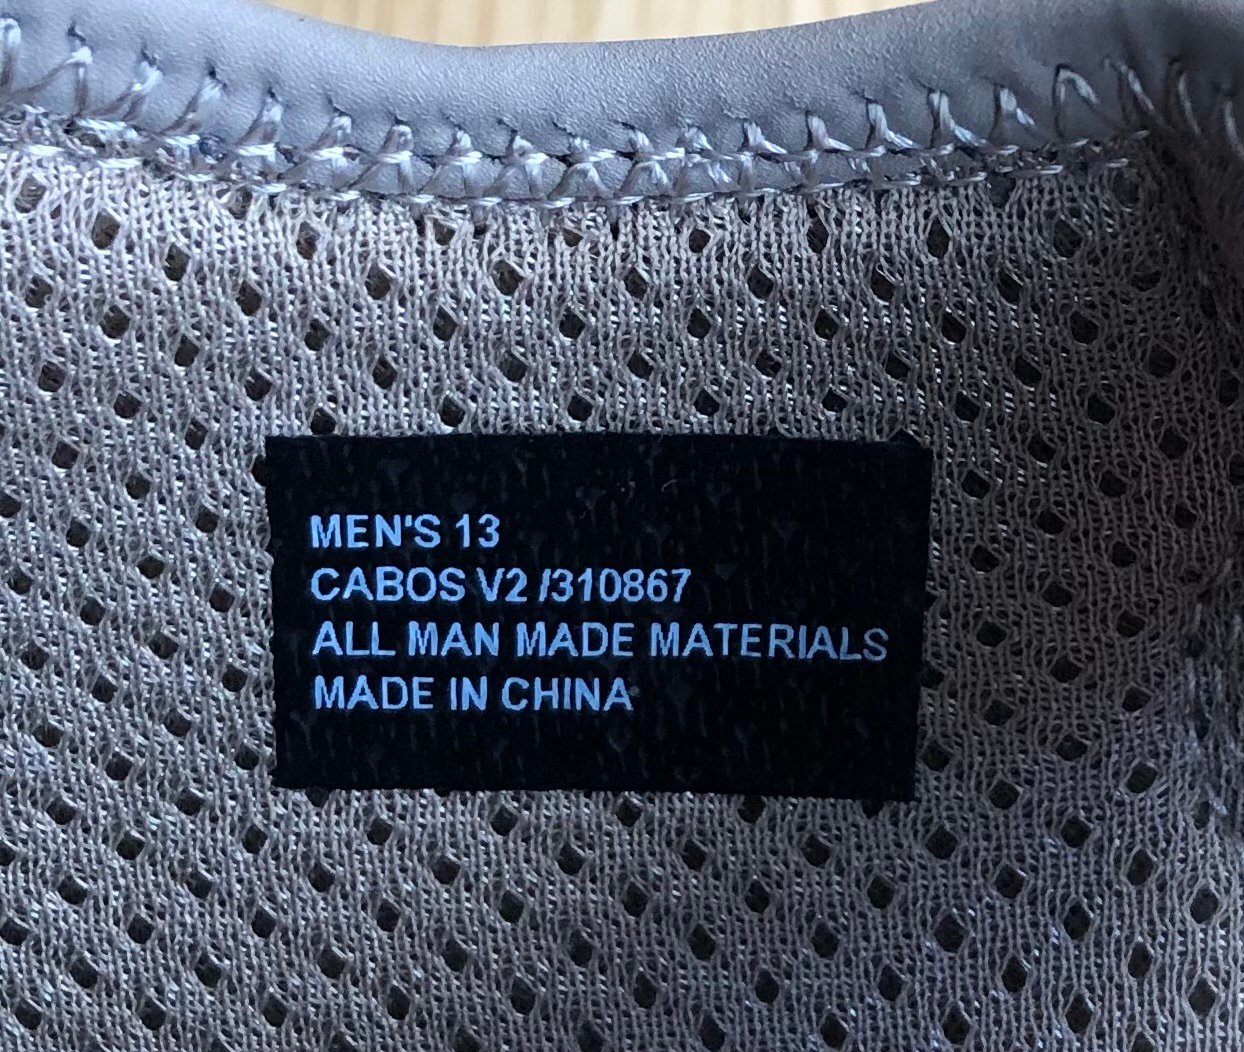 MEN'S 13
CABOS V2 /310867
ALL MAN MADE MATERIALS
MADE IN CHINA